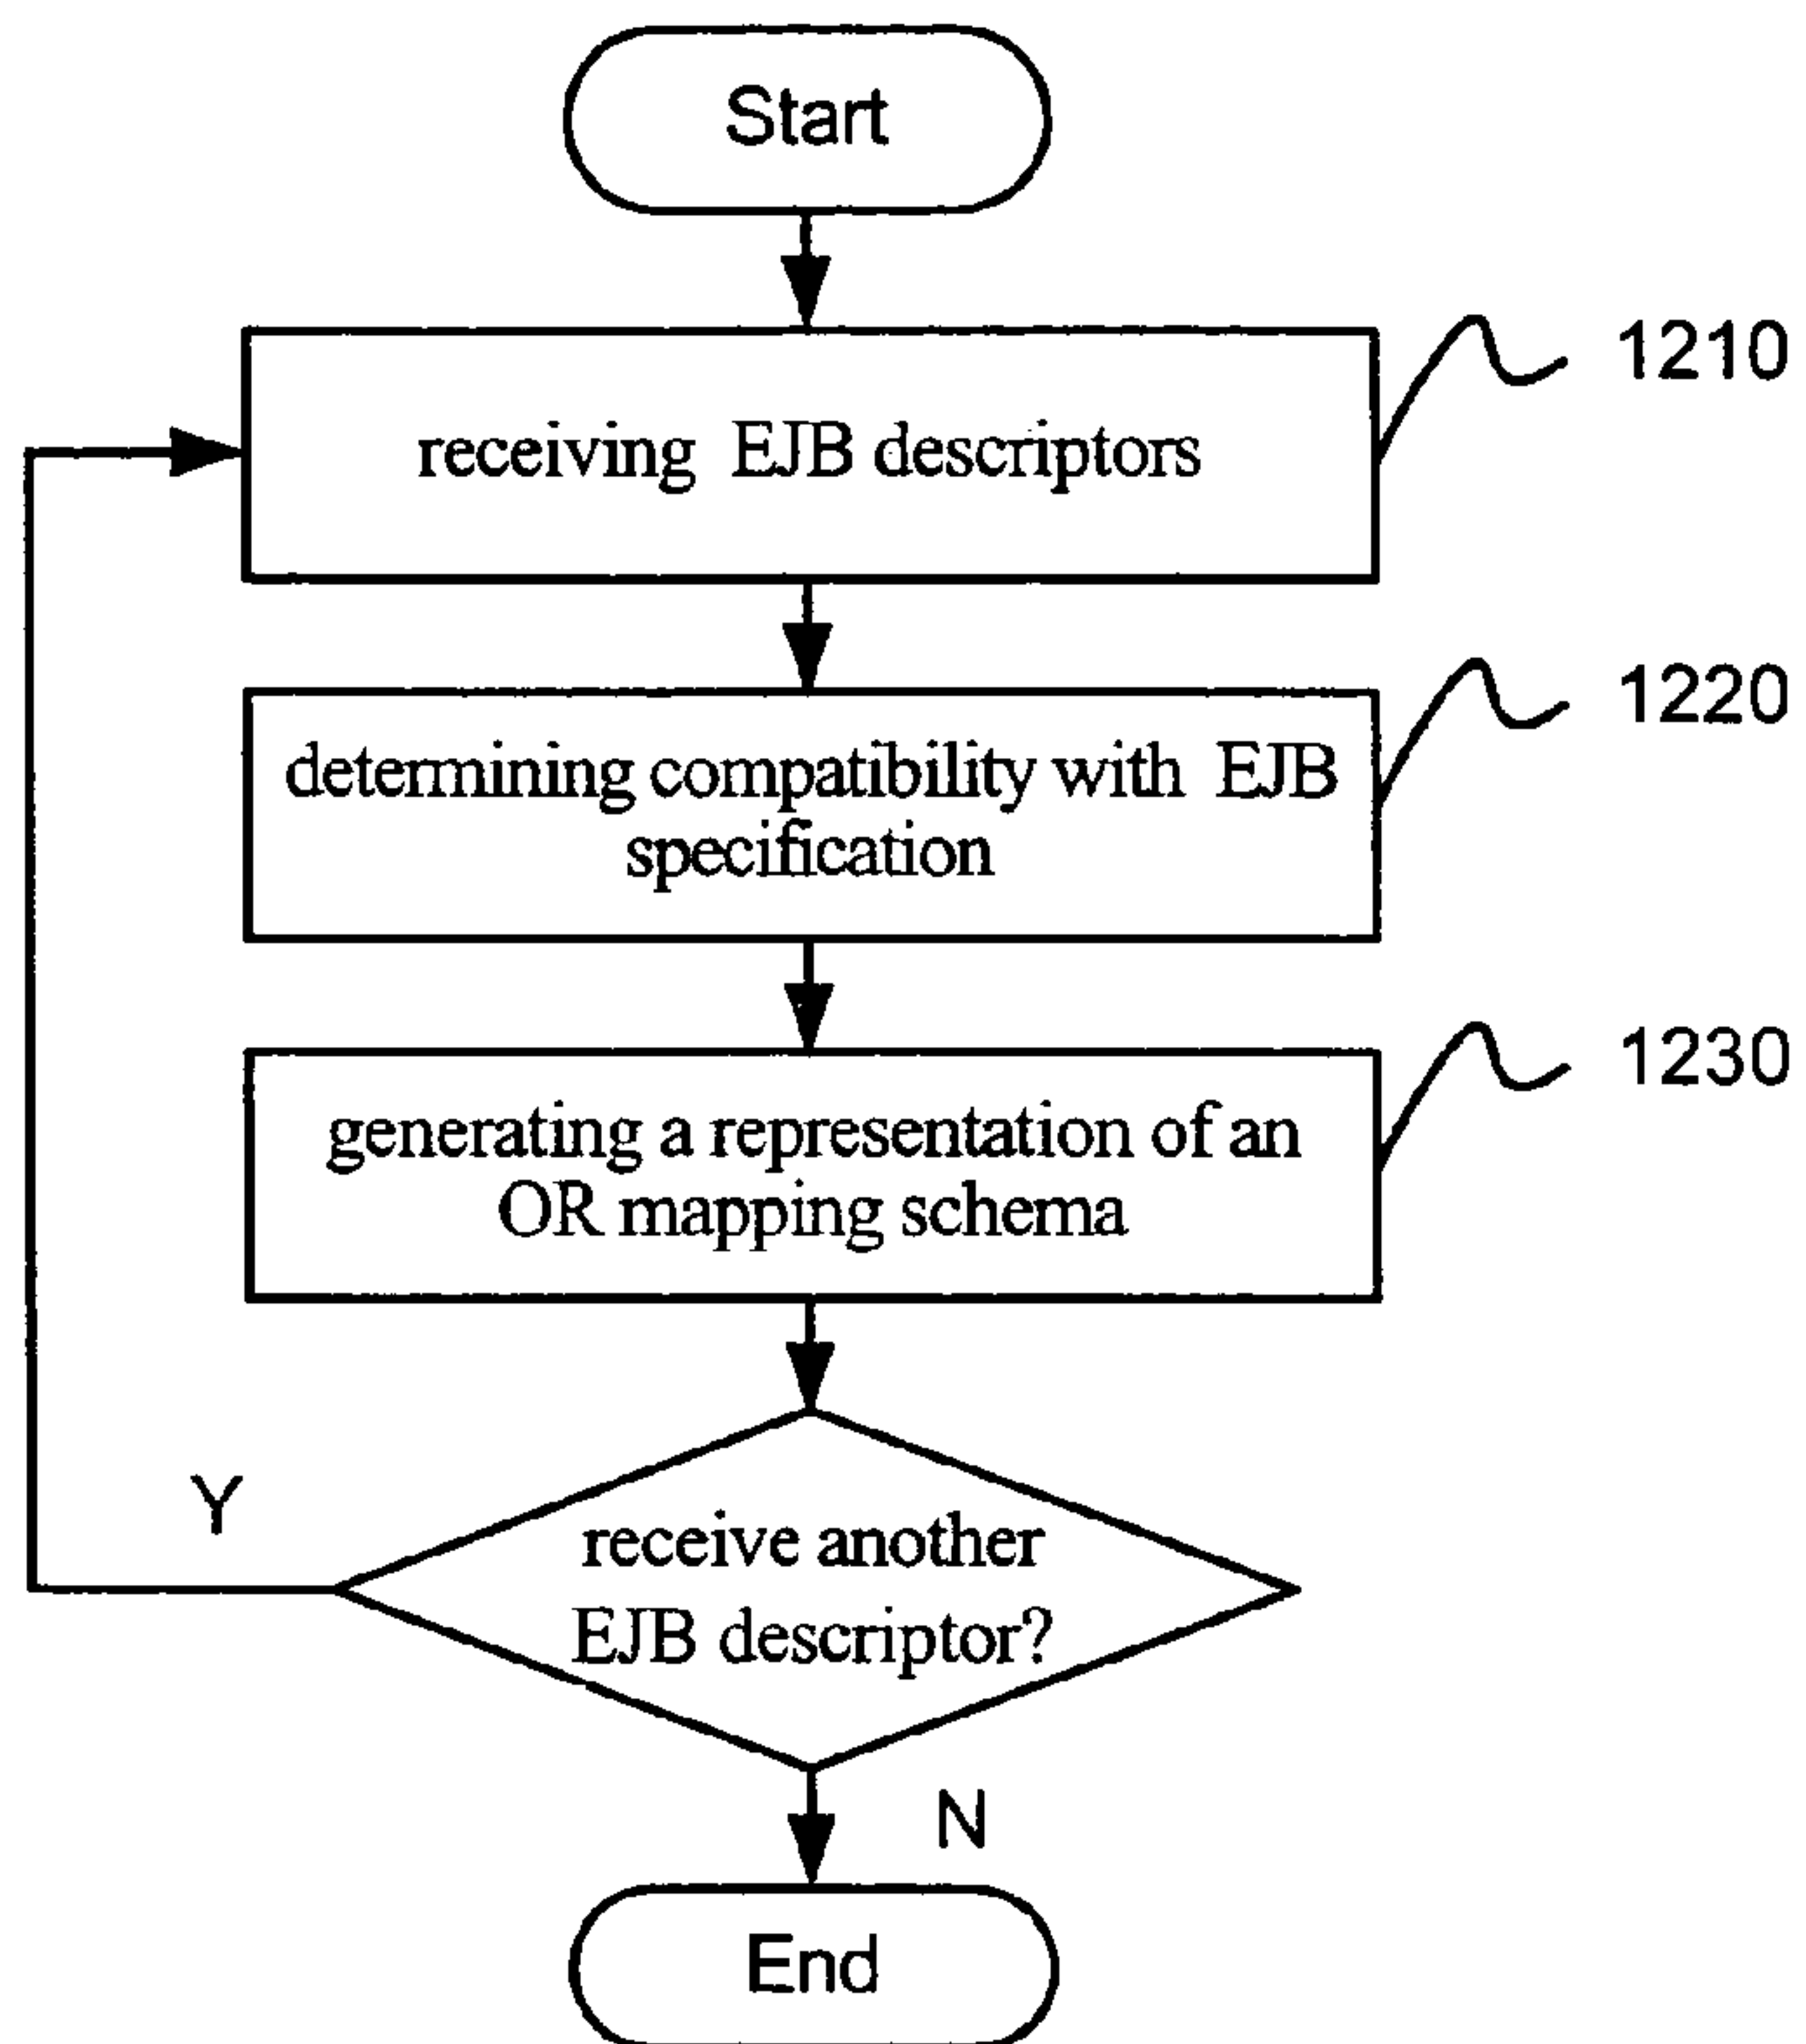 Start
receiving EJB descriptors
1210
determining compatibility with EJB
specification
1220
generating a representation of an
OR mapping schema
1230
receive another
EJB descriptor?
Y
N
End